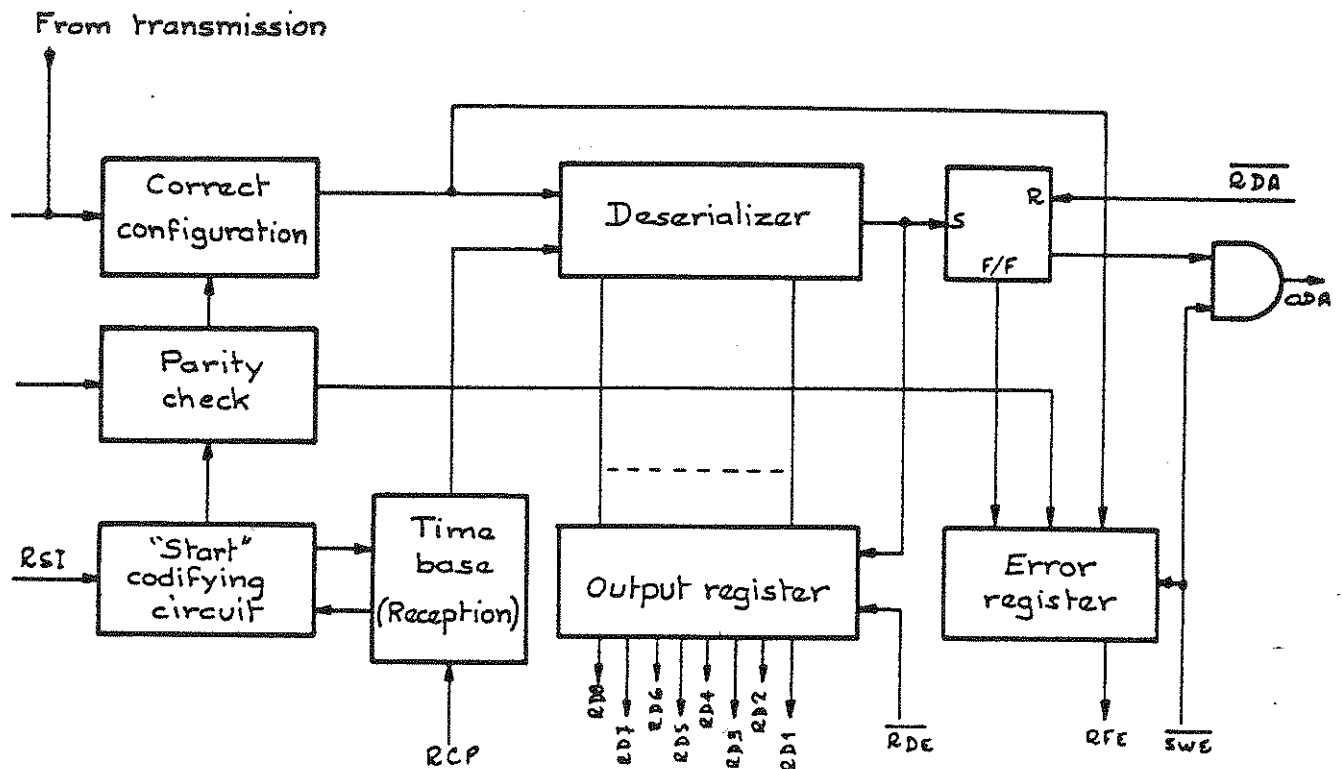 From transmission
Correct
configuration
Deserializer
R
S
F/F
RDA
ODA
Parity
check
RSI
"Start"
codifying
circuit
Time
base
(Reception)
Output register
Error
register
RD8
RD7
RD6
RD5
RD4
RD3
RD2
RD1
RDE
RFE
SWE
RCP